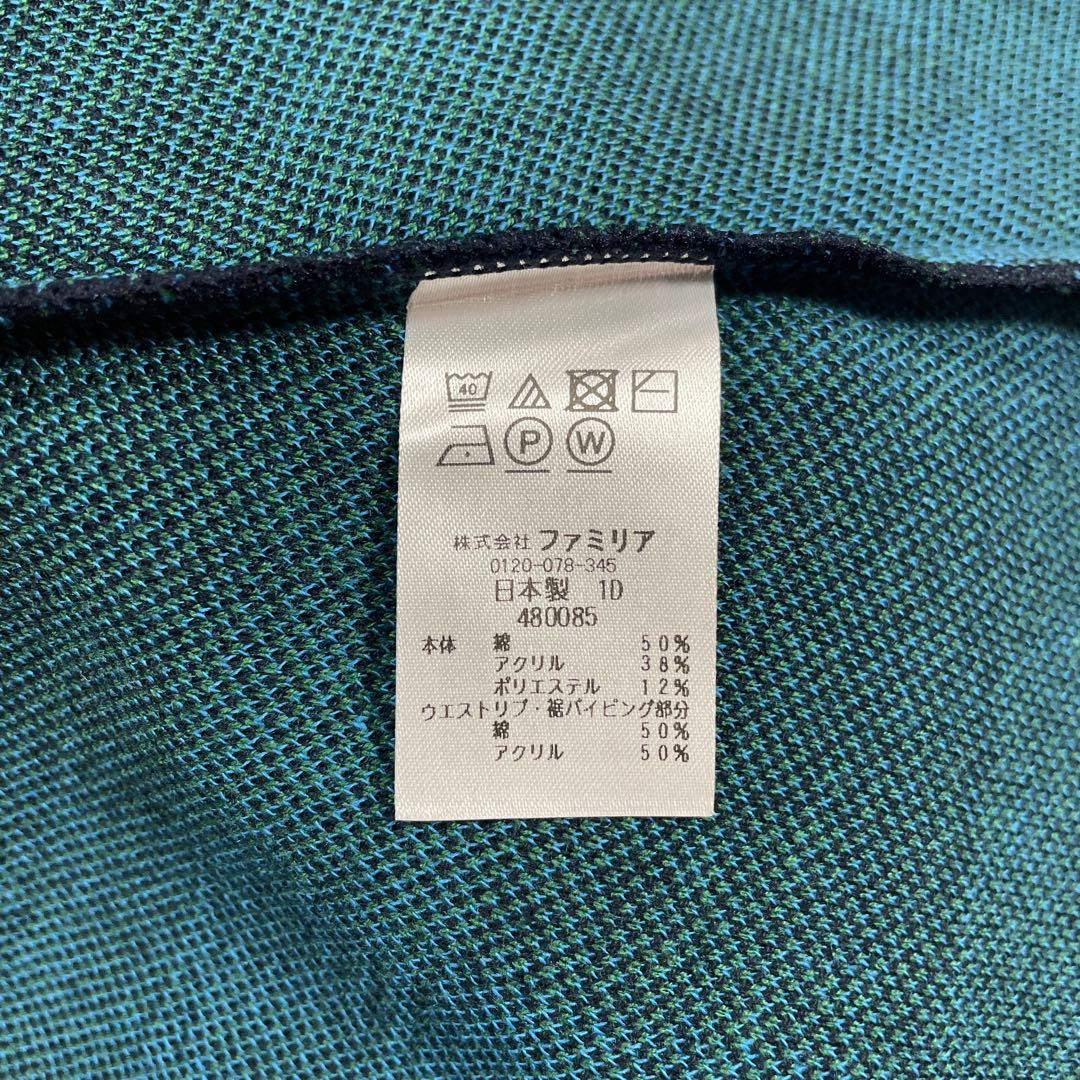 40
P W
株式会社 ファミリア
0120-078-345
日本製 1D
480085
本体 綿 50%
アクリル 38%
ポリエステル 12%
ウエストリブ・裾パイピング部分
綿 50%
アクリル 50%